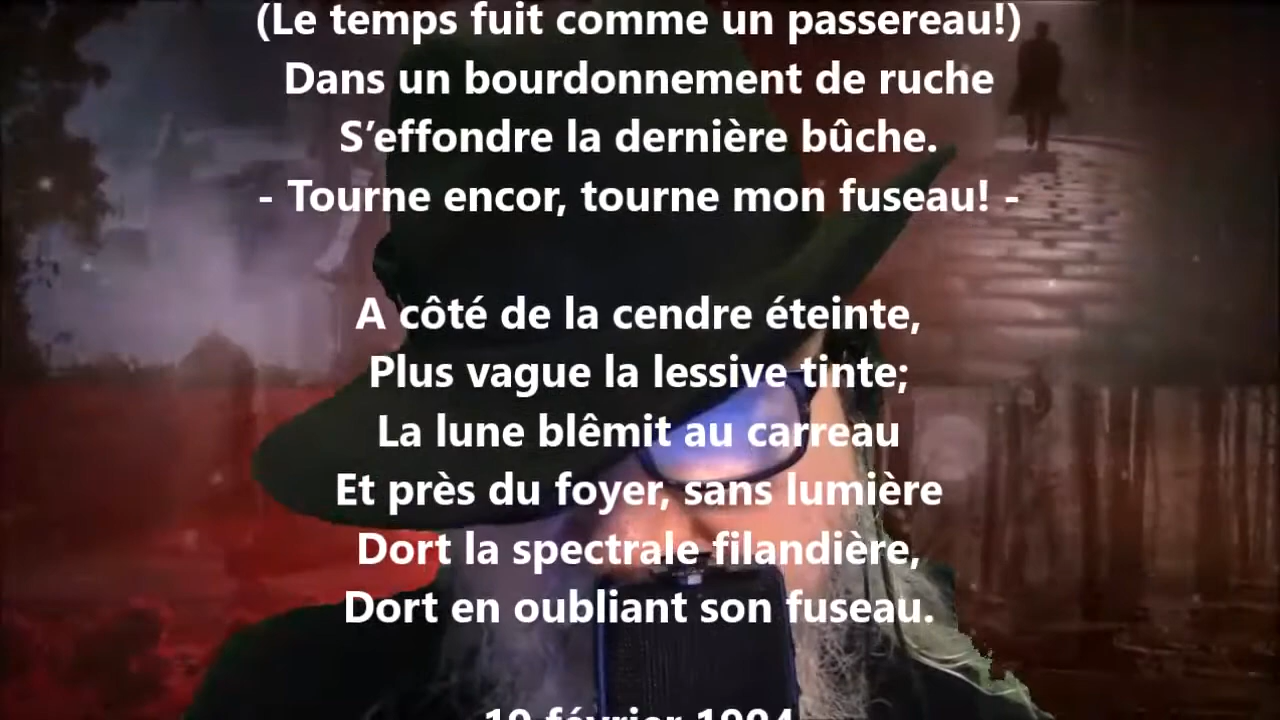 (Le temps fuit comme un passereau!)
Dans un bourdonnement de ruche
S’effondre la dernière bûche.
- Tourne encor, tourne mon fuseau! -
A côté de la cendre éteinte,
Plus vague la lessive tinte;
La lune blêmit au carreau
Et près du foyer, sans lumière
Dort la spectrale filandière,
Dort en oubliant son fuseau.
19 février